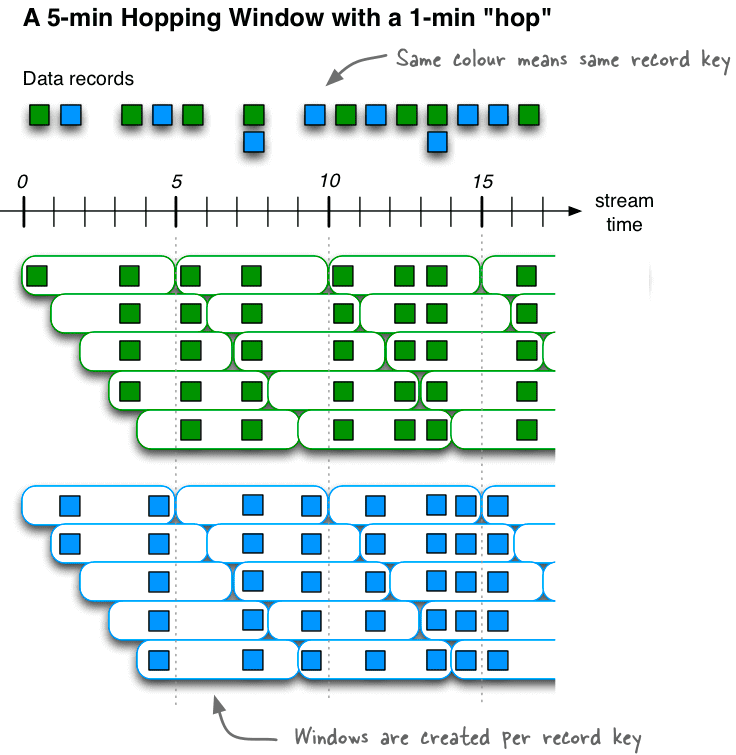 A 5-min Hopping Window with a 1-min "hop"
Same colour means same record key
Data records
0 5 10 15
stream
time
Windows are created per record key